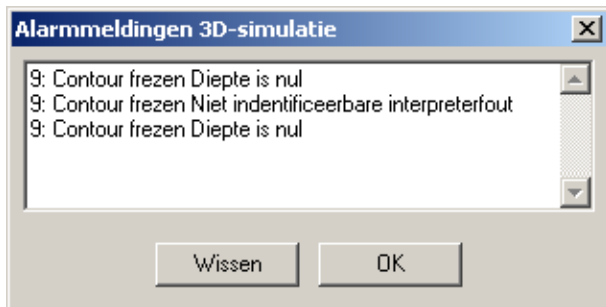 Alarmmeldingen 3D-simulatie
9: Contour frezen Diepte is nul
9: Contour frezen Niet indentificeerbare interpreterfout
9: Contour frezen Diepte is nul
Wissen
OK